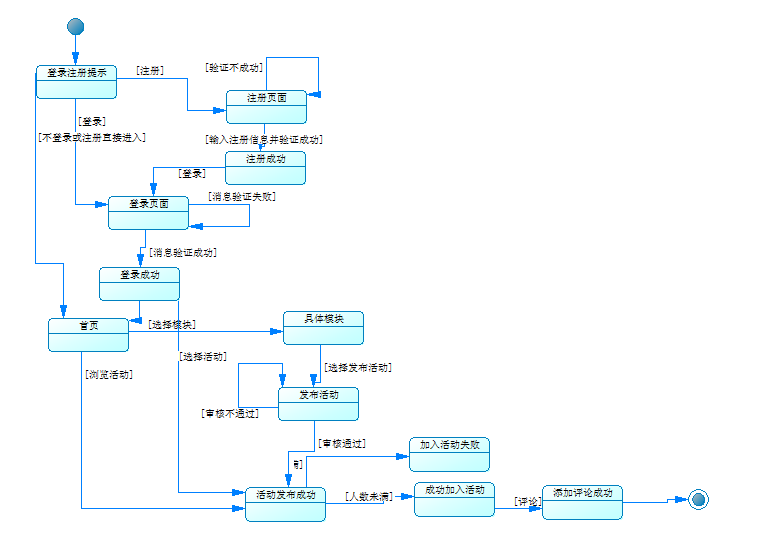 登录注册提示
[注册]
[验证不成功]
注册页面
[登录]
[不登录或注册直接进入]
[输入注册信息并验证成功]
注册成功
[登录]
登录页面
[消息验证失败]
[消息验证成功]
登录成功
首页
[选择模块]
具体模块
[选择活动]
[选择发布活动]
[浏览活动]
发布活动
[审核不通过]
[审核通过]
加入活动失败
活动发布成功
[人数未满]
成功加入活动
[评论]
添加评论成功